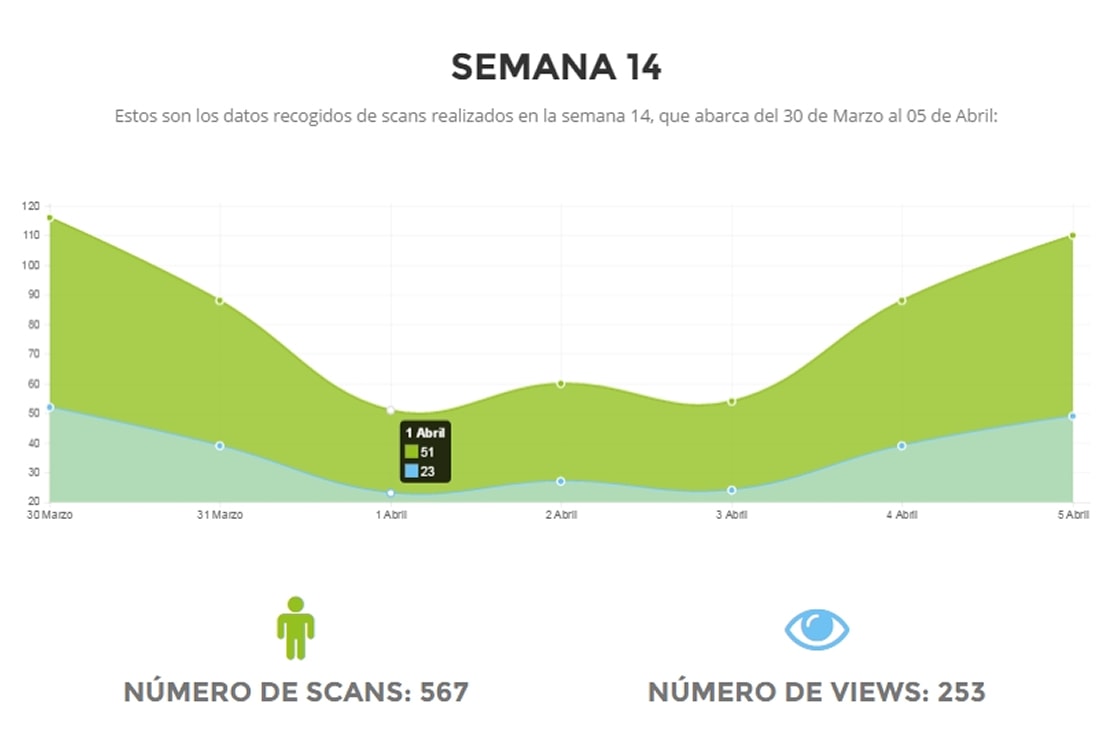 SEMANA 14
Estos son los datos recogidos de scans realizados en la semana 14, que abarca del 30 de Marzo al 05 de Abril:
120
110
100
90
80
70
60
50
40
30
20
1 Abril
51
23
30 Marzo
31 Marzo
1 Abril
2 Abril
3 Abril
4 Abril
5 Abril
NÚMERO DE SCANS: 567
NÚMERO DE VIEWS: 253